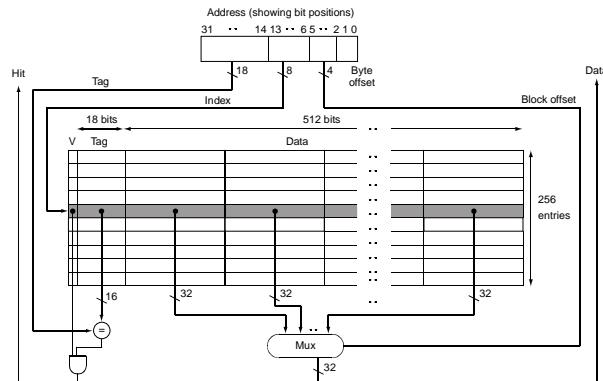 Address (showing bit positions)
31 ·· 14 13 ·· 6 5 ·· 2 1 0
18 8 4 Byte
offset
Hit Data
Tag
Index Block offset
18 bits 512 bits ··
V Tag Data
··
256
entries
··
16 32 32 32
··
=
··
Mux
32